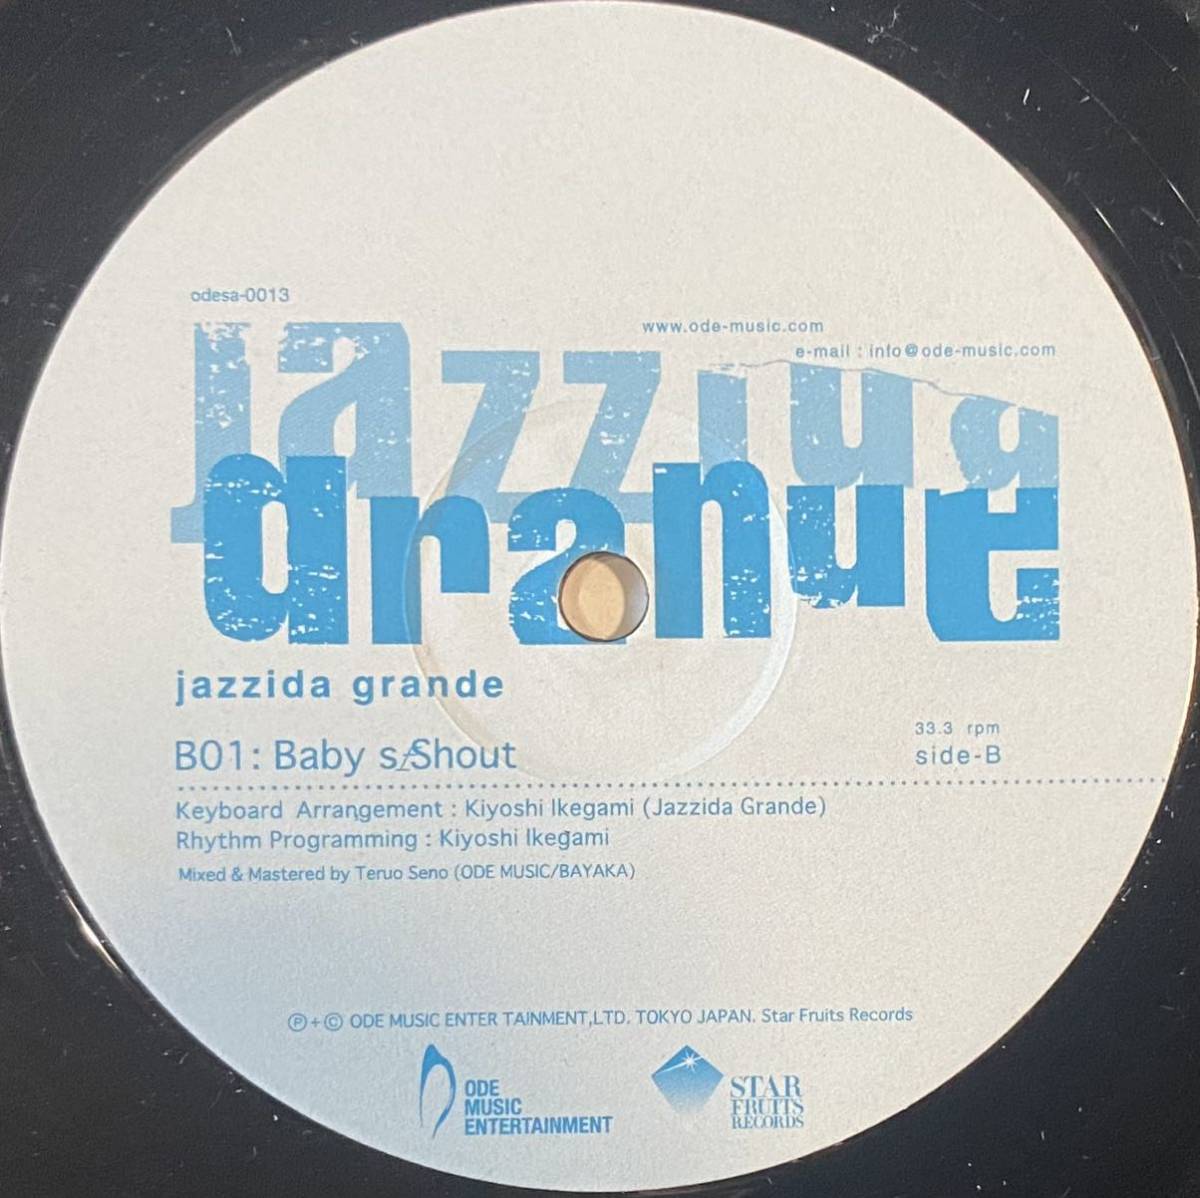 odesa-0013
www.ode-music.com
e-mail : info@ode-music.com
jazzida
grande
jazzida grande
B01: Baby s Shout
33.3 rpm
side-B
Keyboard Arrangement : Kiyoshi Ikegami (Jazzida Grande)
Rhythm Programming : Kiyoshi Ikegami
Mixed & Mastered by Teruo Seno (ODE MUSIC/BAYAKA)
Ⓟ+© ODE MUSIC ENTER TAINMENT,LTD. TOKYO JAPAN. Star Fruits Records
ODE
MUSIC
ENTERTAINMENT
STAR
FRUITS
RECORDS